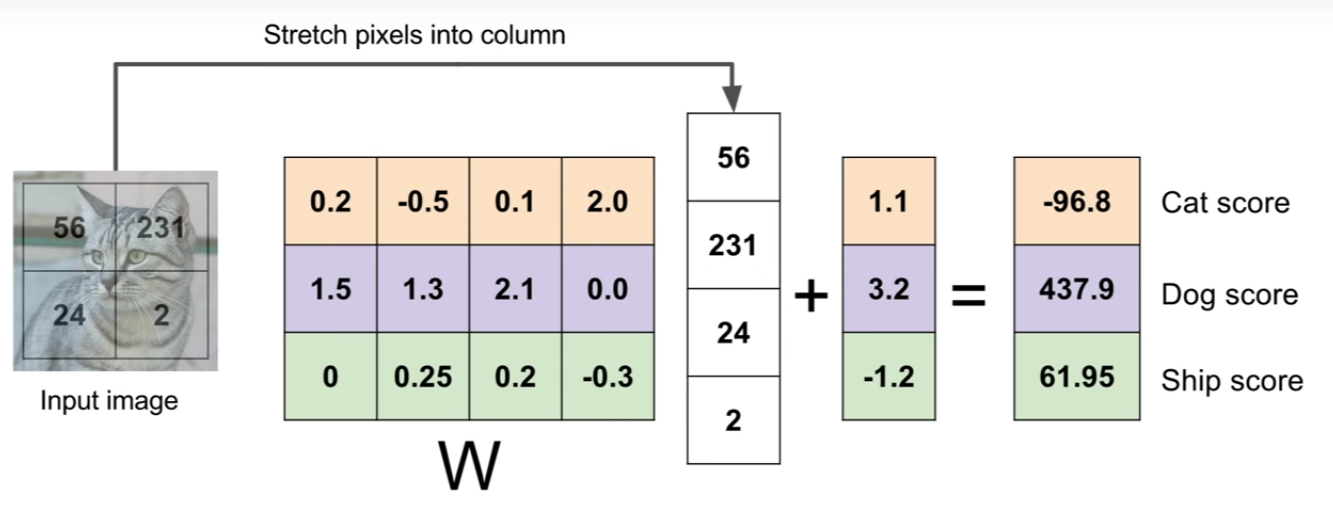 Stretch pixels into column
56 231
24 2
Input image
0.2 -0.5 0.1 2.0
1.5 1.3 2.1 0.0
0 0.25 0.2 -0.3
W
56
231
24
2
+
1.1
3.2
-1.2
=
-96.8 Cat score
437.9 Dog score
61.95 Ship score